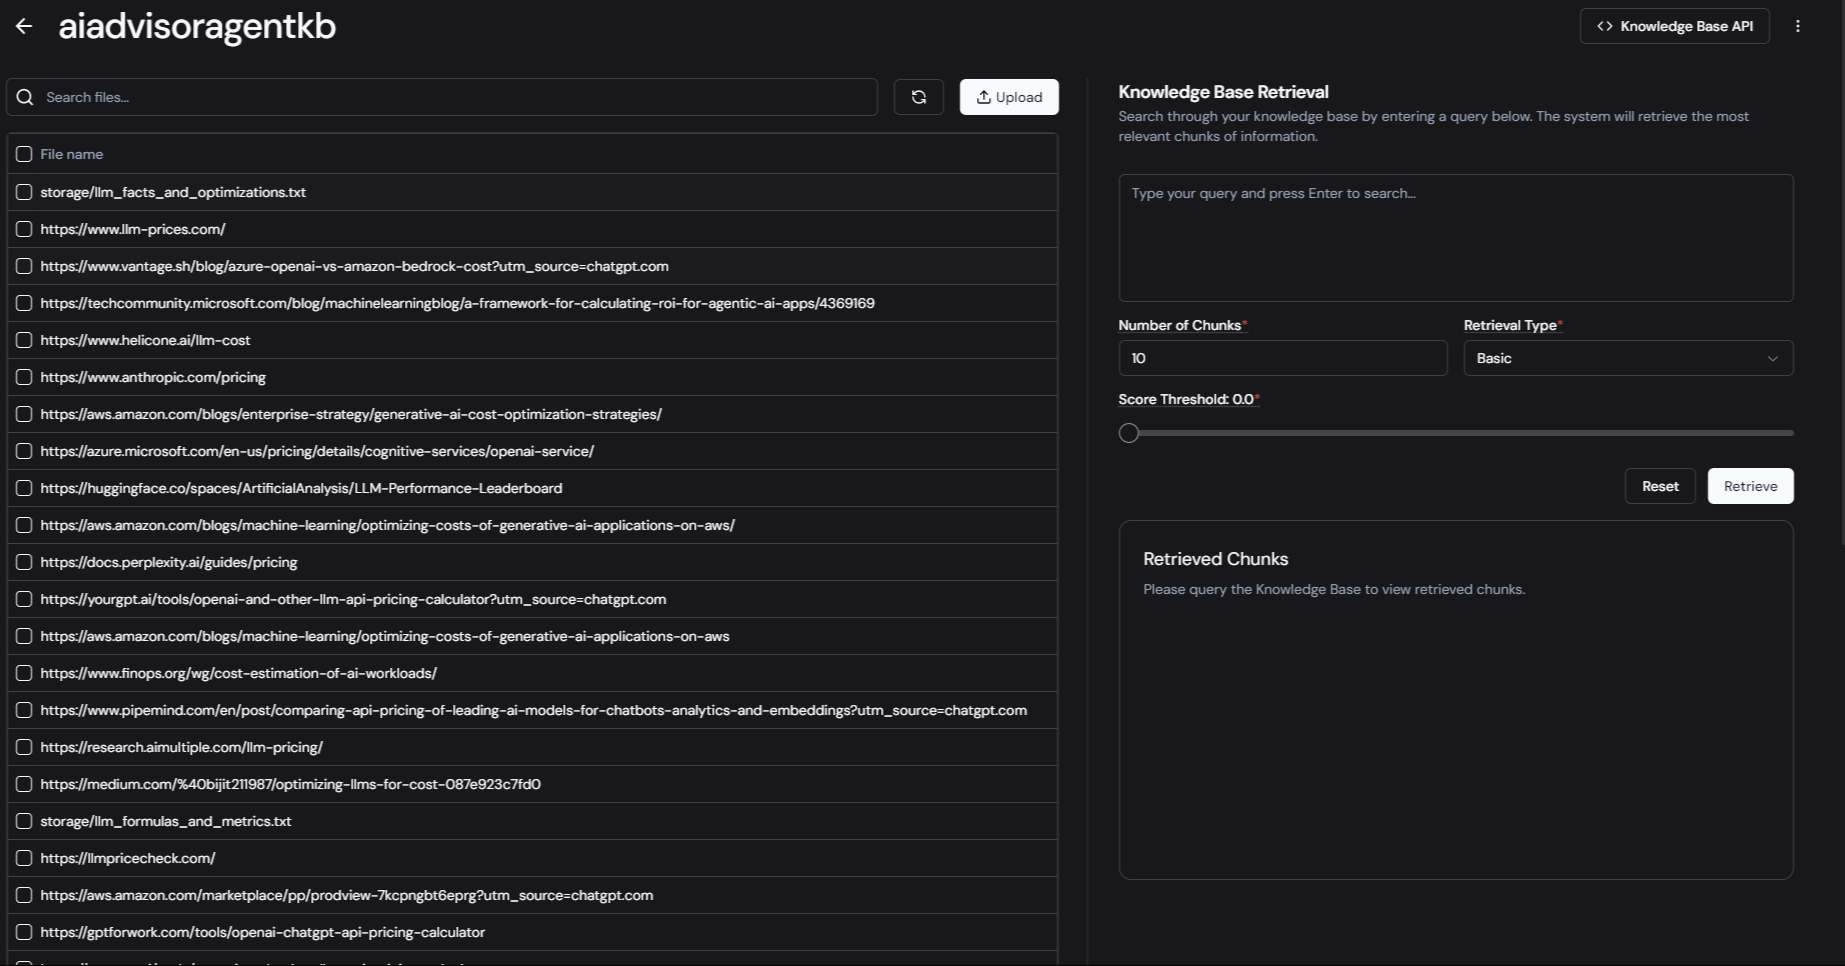 aiadvisoragentkb
Knowledge Base API
Search files...
Upload
File name
storage/llm_facts_and_optimizations.txt
https://www.llm-prices.com/
https://www.vantage.sh/blog/azure-openai-vs-amazon-bedrock-cost?utm_source=chatgpt.com
https://techcommunity.microsoft.com/blog/machinelearningblog/a-framework-for-calculating-roi-for-agentic-ai-apps/4369169
https://www.helicone.ai/llm-cost
https://www.anthropic.com/pricing
https://aws.amazon.com/blogs/enterprise-strategy/generative-ai-cost-optimization-strategies/
https://azure.microsoft.com/en-us/pricing/details/cognitive-services/openai-service/
https://huggingface.co/spaces/ArtificialAnalysis/LLM-Performance-Leaderboard
https://aws.amazon.com/blogs/machine-learning/optimizing-costs-of-generative-ai-applications-on-aws/
https://docs.perplexity.ai/guides/pricing
https://yourgpt.ai/tools/openai-and-other-llm-api-pricing-calculator?utm_source=chatgpt.com
https://aws.amazon.com/blogs/machine-learning/optimizing-costs-of-generative-ai-applications-on-aws
https://www.finops.org/wg/cost-estimation-of-ai-workloads/
https://www.pipemind.com/en/post/comparing-api-pricing-of-leading-ai-models-for-chatbots-analytics-and-embeddings?utm_source=chatgpt.com
https://research.aimultiple.com/llm-pricing/
https://medium.com/%40bijit211987/optimizing-llms-for-cost-087e923c7fd0
storage/llm_formulas_and_metrics.txt
https://llmpricecheck.com/
https://aws.amazon.com/marketplace/pp/prodview-7kcpngbt6eprg?utm_source=chatgpt.com
https://gptforwork.com/tools/openai-chatgpt-api-pricing-calculator
Knowledge Base Retrieval
Search through your knowledge base by entering a query below. The system will retrieve the most
relevant chunks of information.
Type your query and press Enter to search...
Number of Chunks*
Retrieval Type*
10
Basic
Score Threshold: 0.0*
Reset
Retrieve
Retrieved Chunks
Please query the Knowledge Base to view retrieved chunks.